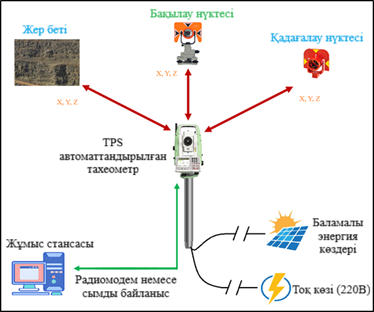 Бақылау нүктесі
Жер беті
Қадағалау нүктесі
X, Y, Z
X, Y, Z
X, Y, Z
TPS
автоматтандырылған
тахеометр
Жұмыс стансасы
Радиомодем немесе
сымды байланыс
Баламалы
энергия
көздері
Тоқ көзі (220В)